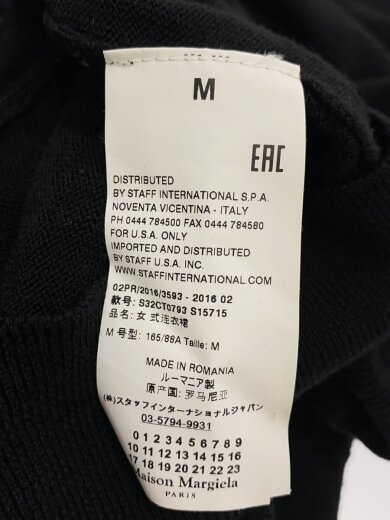 M
EAC
DISTRIBUTED
BY STAFF INTERNATIONAL S.P.A.
NOVENTA VICENTINA - ITALY
PH 0444 784500 FAX 0444 784580
FOR U.S.A. ONLY
IMPORTED AND DISTRIBUTED
BY STAFF U.S.A. INC.
WWW.STAFFINTERNATIONAL.COM
02PR/2016/3593 - 2016 02
款号: S32CT0793 S15715
品名: 女 式连衣裙
M 号型: 165/88A Taille: M
MADE IN ROMANIA
ルーマニア製
原产国: 罗马尼亚
(株)スタッフインターナショナルジャパン
03-5794-9931
0 1 2 3 4 5 6 7 8 9
10 11 12 13 14 15 16
17 18 19 20 21 22 23
Maison Margiela
PARIS